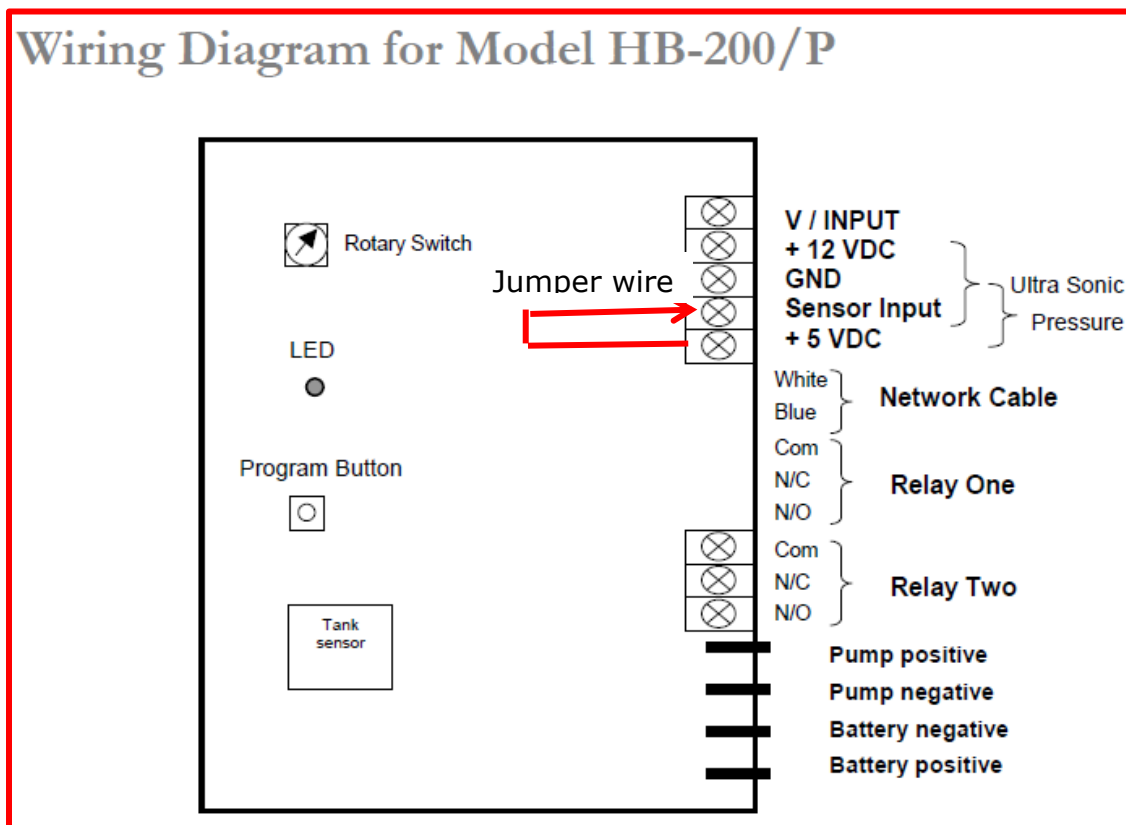 Wiring Diagram for Model HB-200/P
V / INPUT
+ 12 VDC
Rotary Switch
GND
Ultra Sonic
Jumper wire
Sensor Input
Pressure
+ 5 VDC
LED
White
Network Cable
Blue
Com
Program Button
N/C
Relay One
N/O
Com
N/C
Relay Two
N/O
Tank
sensor
Pump positive
Pump negative
Battery negative
Battery positive